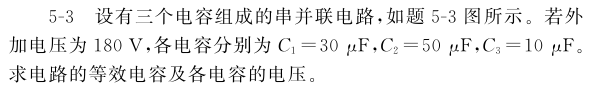 5-3 设有三个电容组成的串并联电路,如题 5-3 图所示。若外
加电压为 180 V,各电容分别为 C₁=30 μF,C₂=50 μF,C₃=10 μF。
求电路的等效电容及各电容的电压。